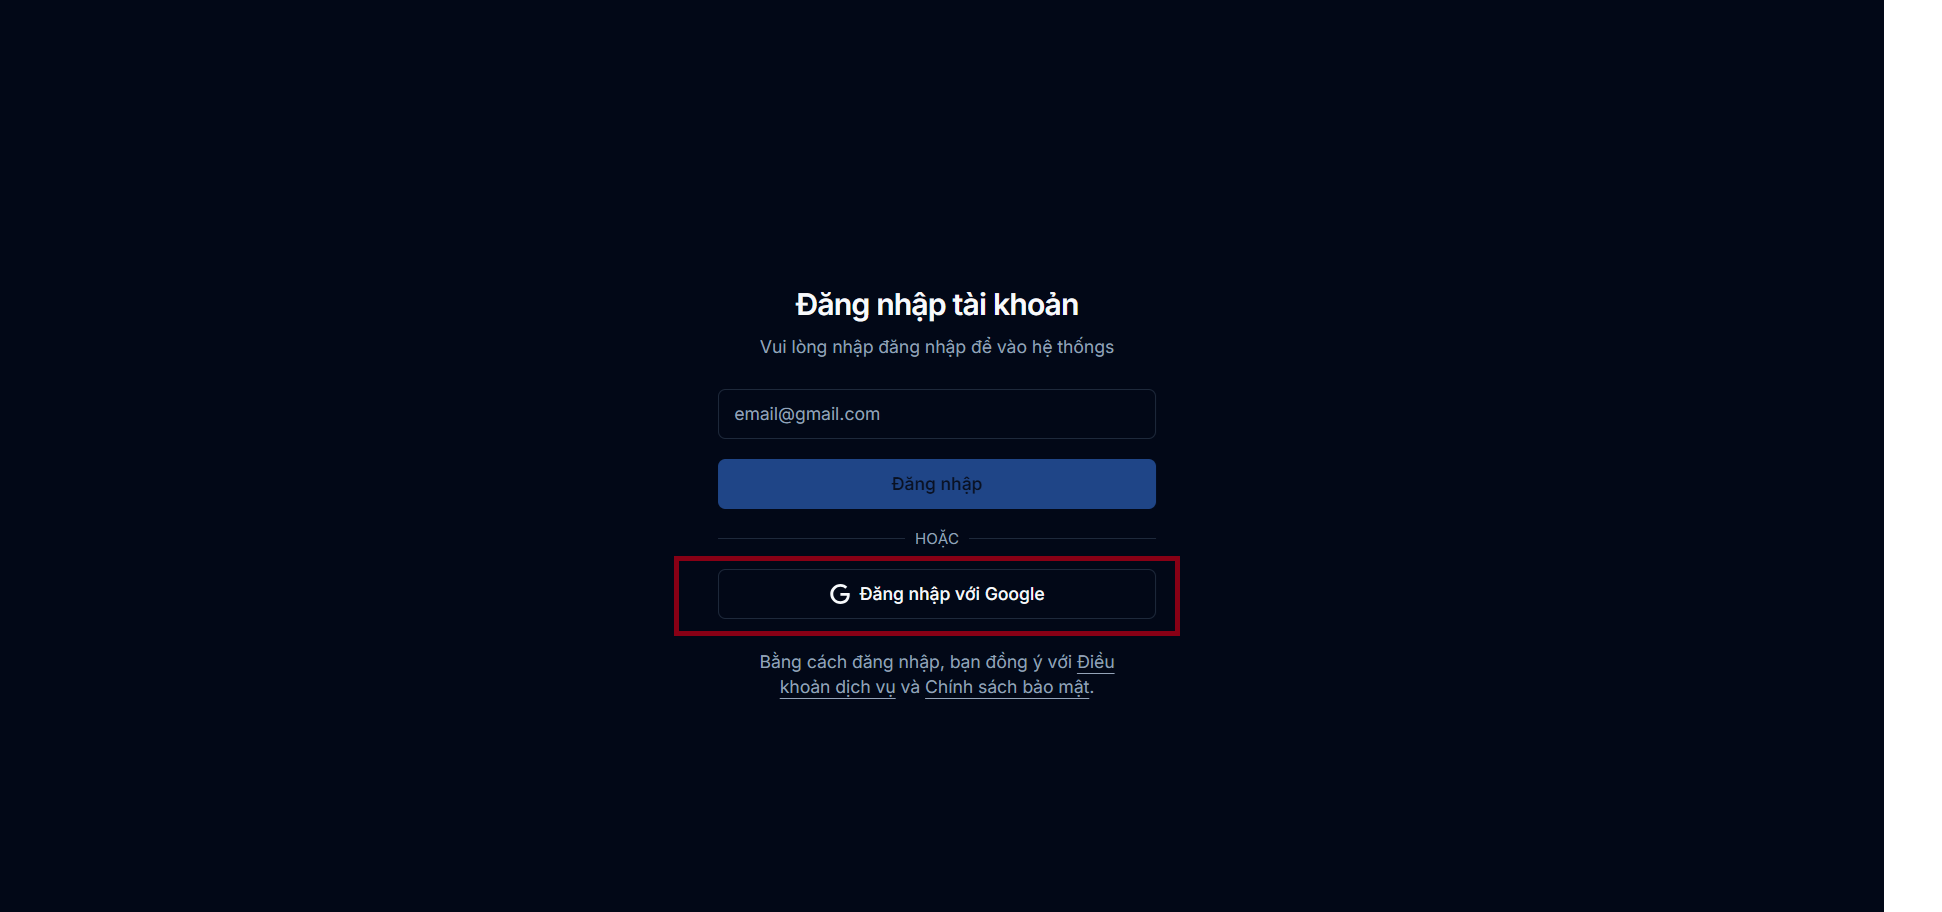 Đăng nhập tài khoản
Vui lòng nhập đăng nhập để vào hệ thốngs
email@gmail.com
Đăng nhập
HOẶC
Đăng nhập với Google
Bằng cách đăng nhập, bạn đồng ý với Điều
khoản dịch vụ và Chính sách bảo mật.